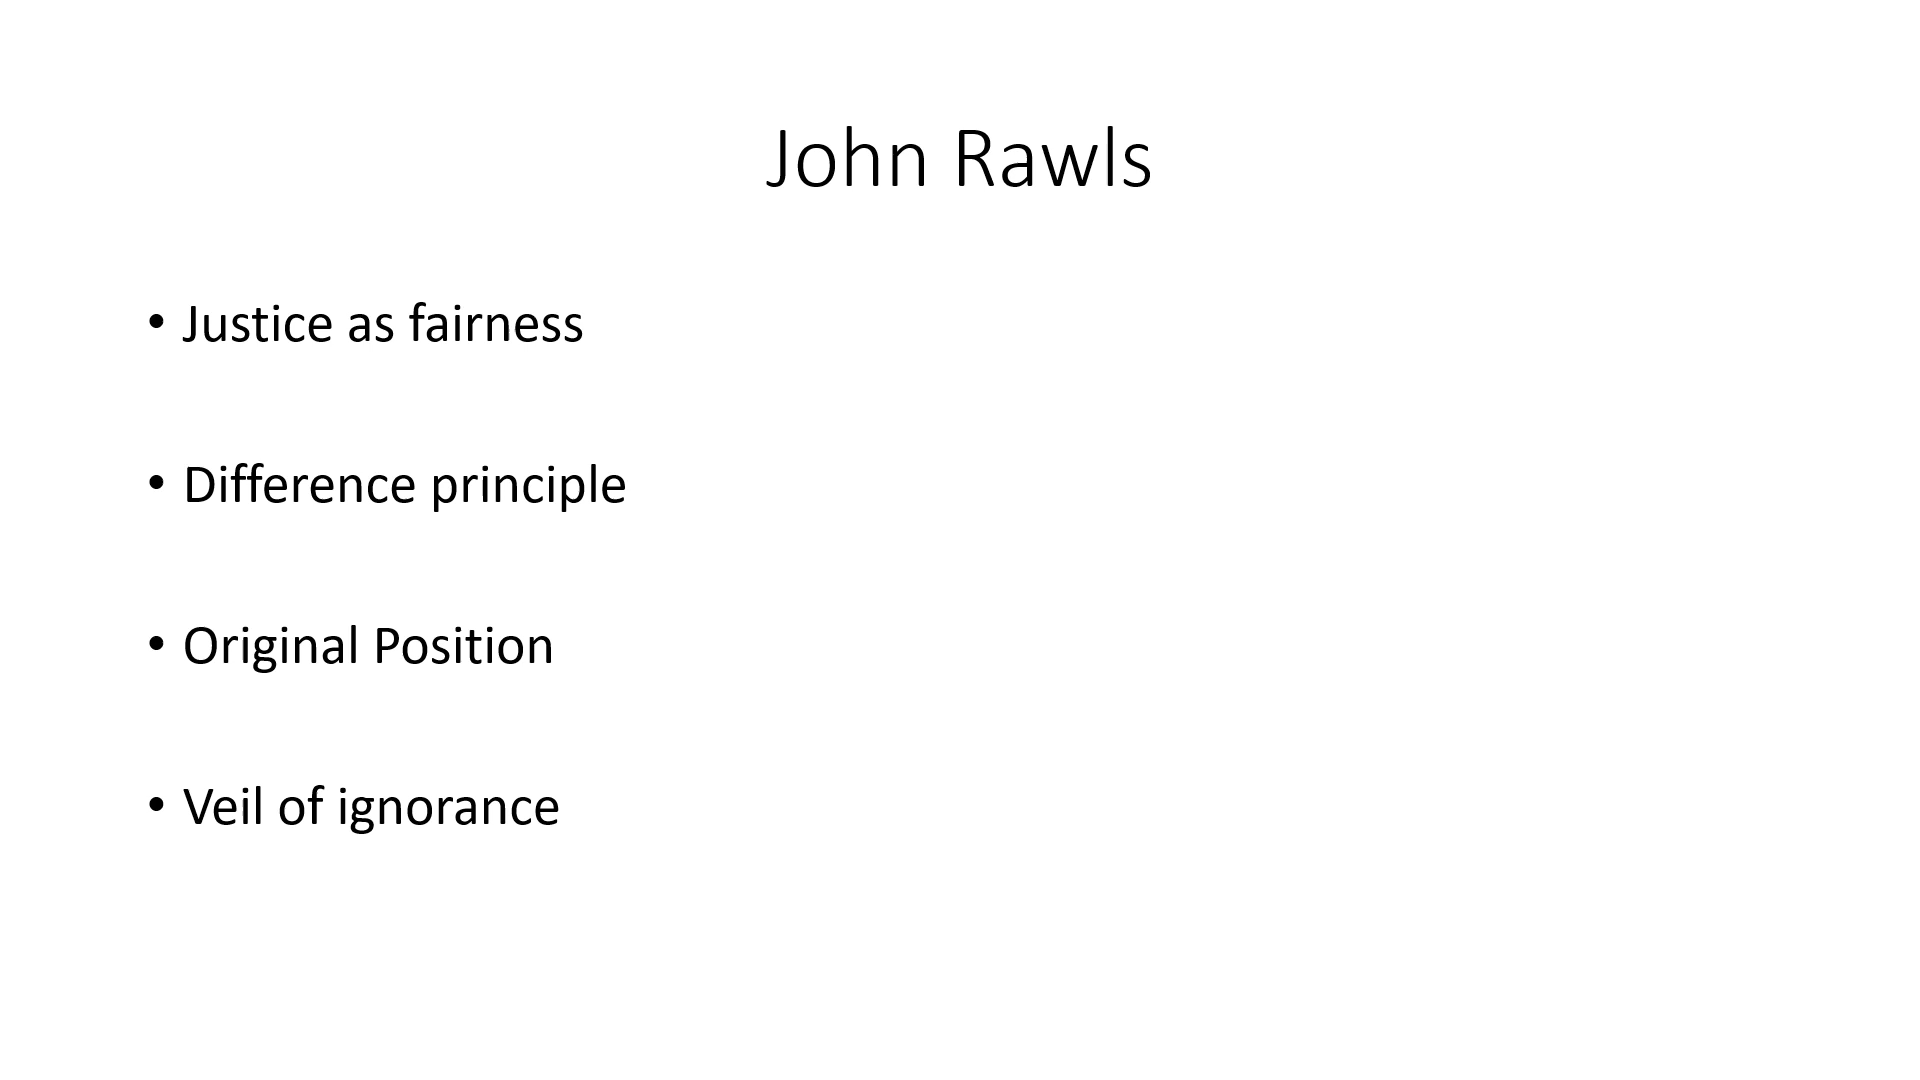 John Rawls
• Justice as fairness
• Difference principle
• Original Position
• Veil of ignorance